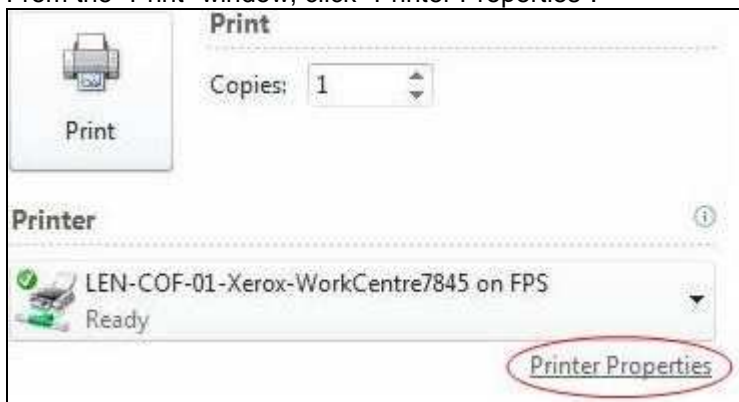 From the "Print" window, click "Printer Properties".
Print
Copies: 1
Print
Printer
LEN-COF-01-Xerox-WorkCentre7845 on FPS
Ready
Printer Properties